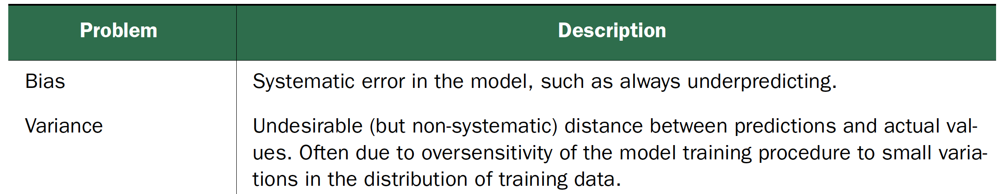 Problem Description
Bias Systematic error in the model, such as always underpredicting.
Variance Undesirable (but non-systematic) distance between predictions and actual val-
ues. Often due to oversensitivity of the model training procedure to small varia-
tions in the distribution of training data.